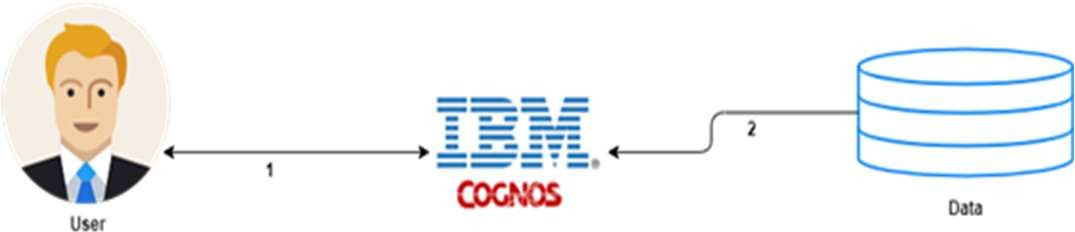 IBM®
COGNOS
1
2
User
Data